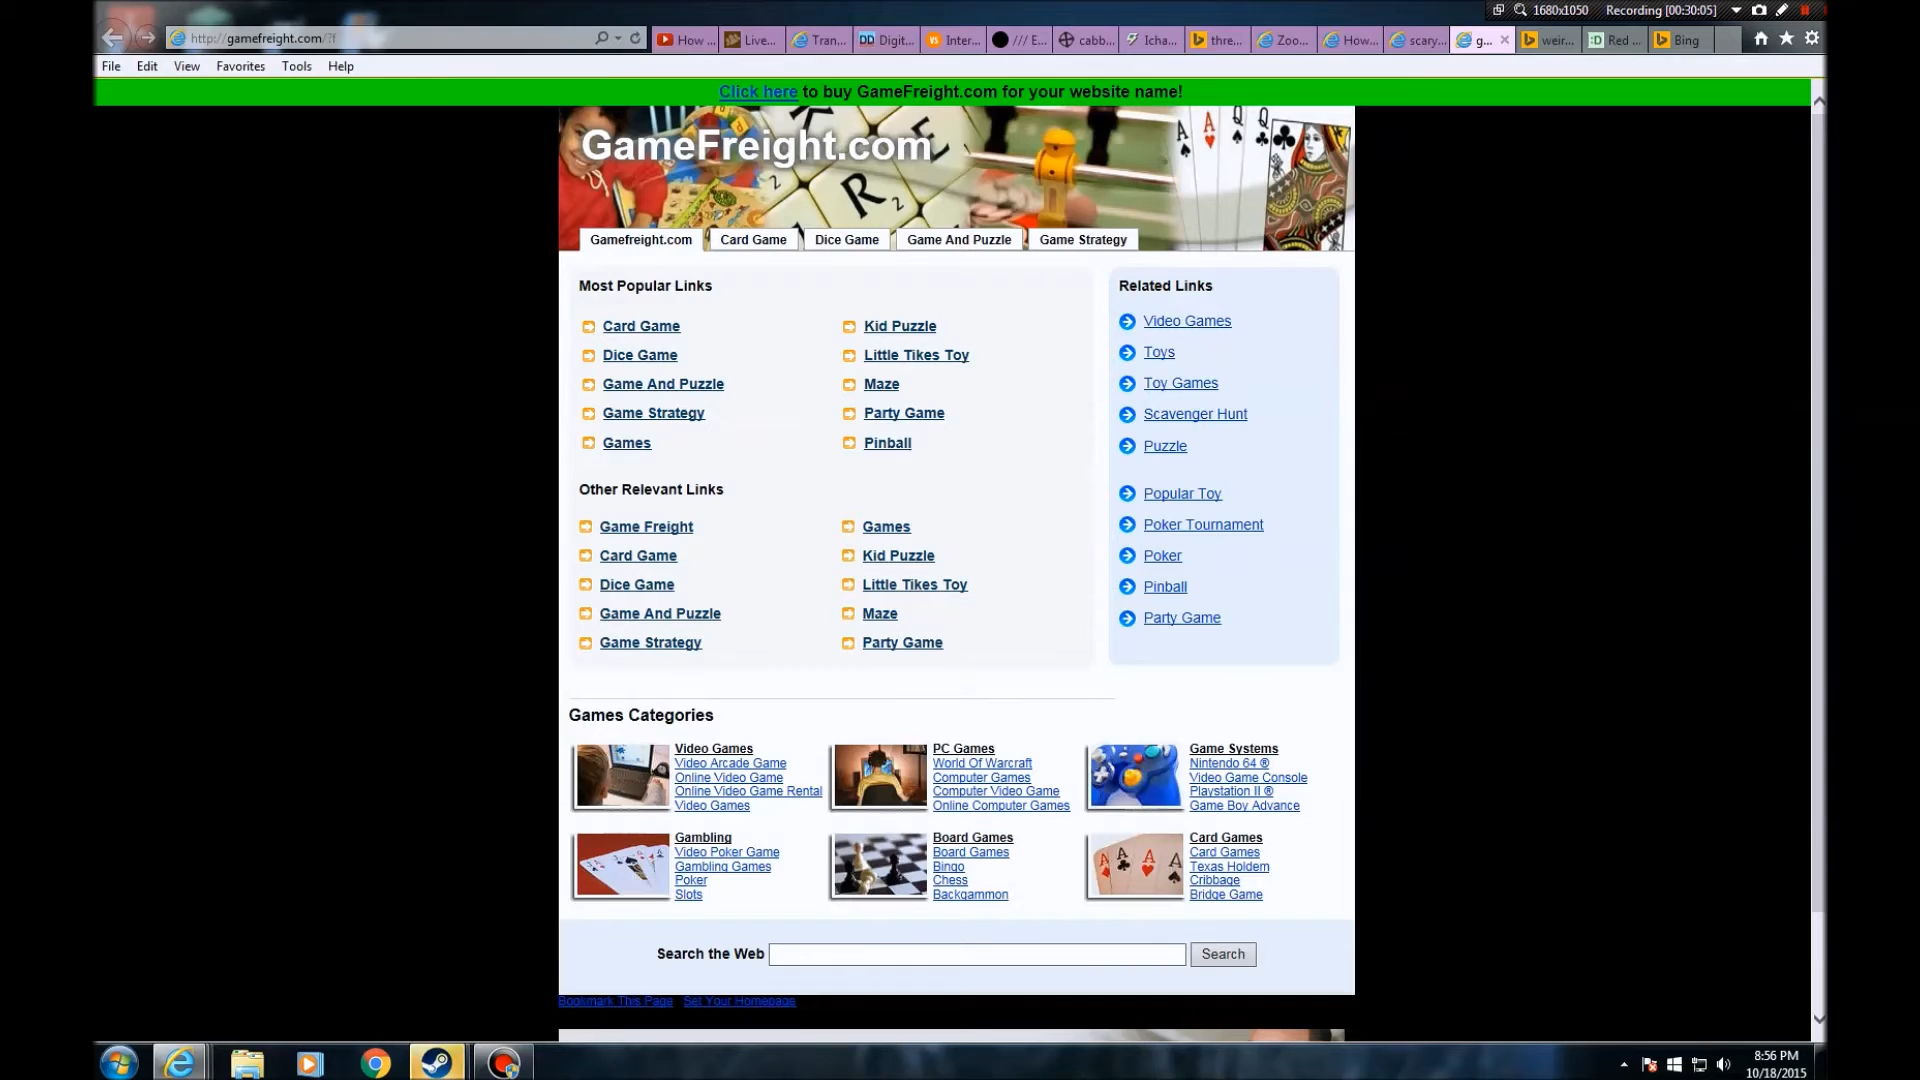 1680x1050 Recording [00:30:05]
http://gamefreight.com/?f
How ... Live... Tran... Digit... Inter... /// E... cabb... Icha... thre... Zoo... How... scary... g... weir... Red ... Bing
File Edit View Favorites Tools Help
Click here to buy GameFreight.com for your website name!
GameFreight.com
Gamefreight.com Card Game Dice Game Game And Puzzle Game Strategy
Most Popular Links
Card Game Kid Puzzle
Dice Game Little Tikes Toy
Game And Puzzle Maze
Game Strategy Party Game
Games Pinball
Other Relevant Links
Game Freight Games
Card Game Kid Puzzle
Dice Game Little Tikes Toy
Game And Puzzle Maze
Game Strategy Party Game
Related Links
Video Games
Toys
Toy Games
Scavenger Hunt
Puzzle
Popular Toy
Poker Tournament
Poker
Pinball
Party Game
Games Categories
Video Games
Video Arcade Game
Online Video Game
Online Video Game Rental
Video Games
PC Games
World Of Warcraft
Computer Games
Computer Video Game
Online Computer Games
Game Systems
Nintendo 64 ®
Video Game Console
Playstation II ®
Game Boy Advance
Gambling
Video Poker Game
Gambling Games
Poker
Slots
Board Games
Board Games
Bingo
Chess
Backgammon
Card Games
Card Games
Texas Holdem
Cribbage
Bridge Game
Search the Web Search
Bookmark This Page Set Your Homepage
8:56 PM
10/18/2015